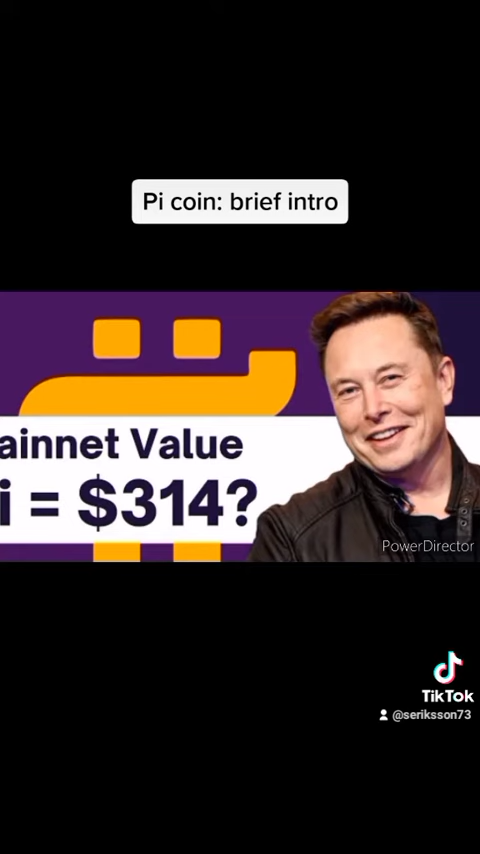 Pi coin: brief intro
ainnet Value
i = $314?
PowerDirector
TikTok
@seriksson73